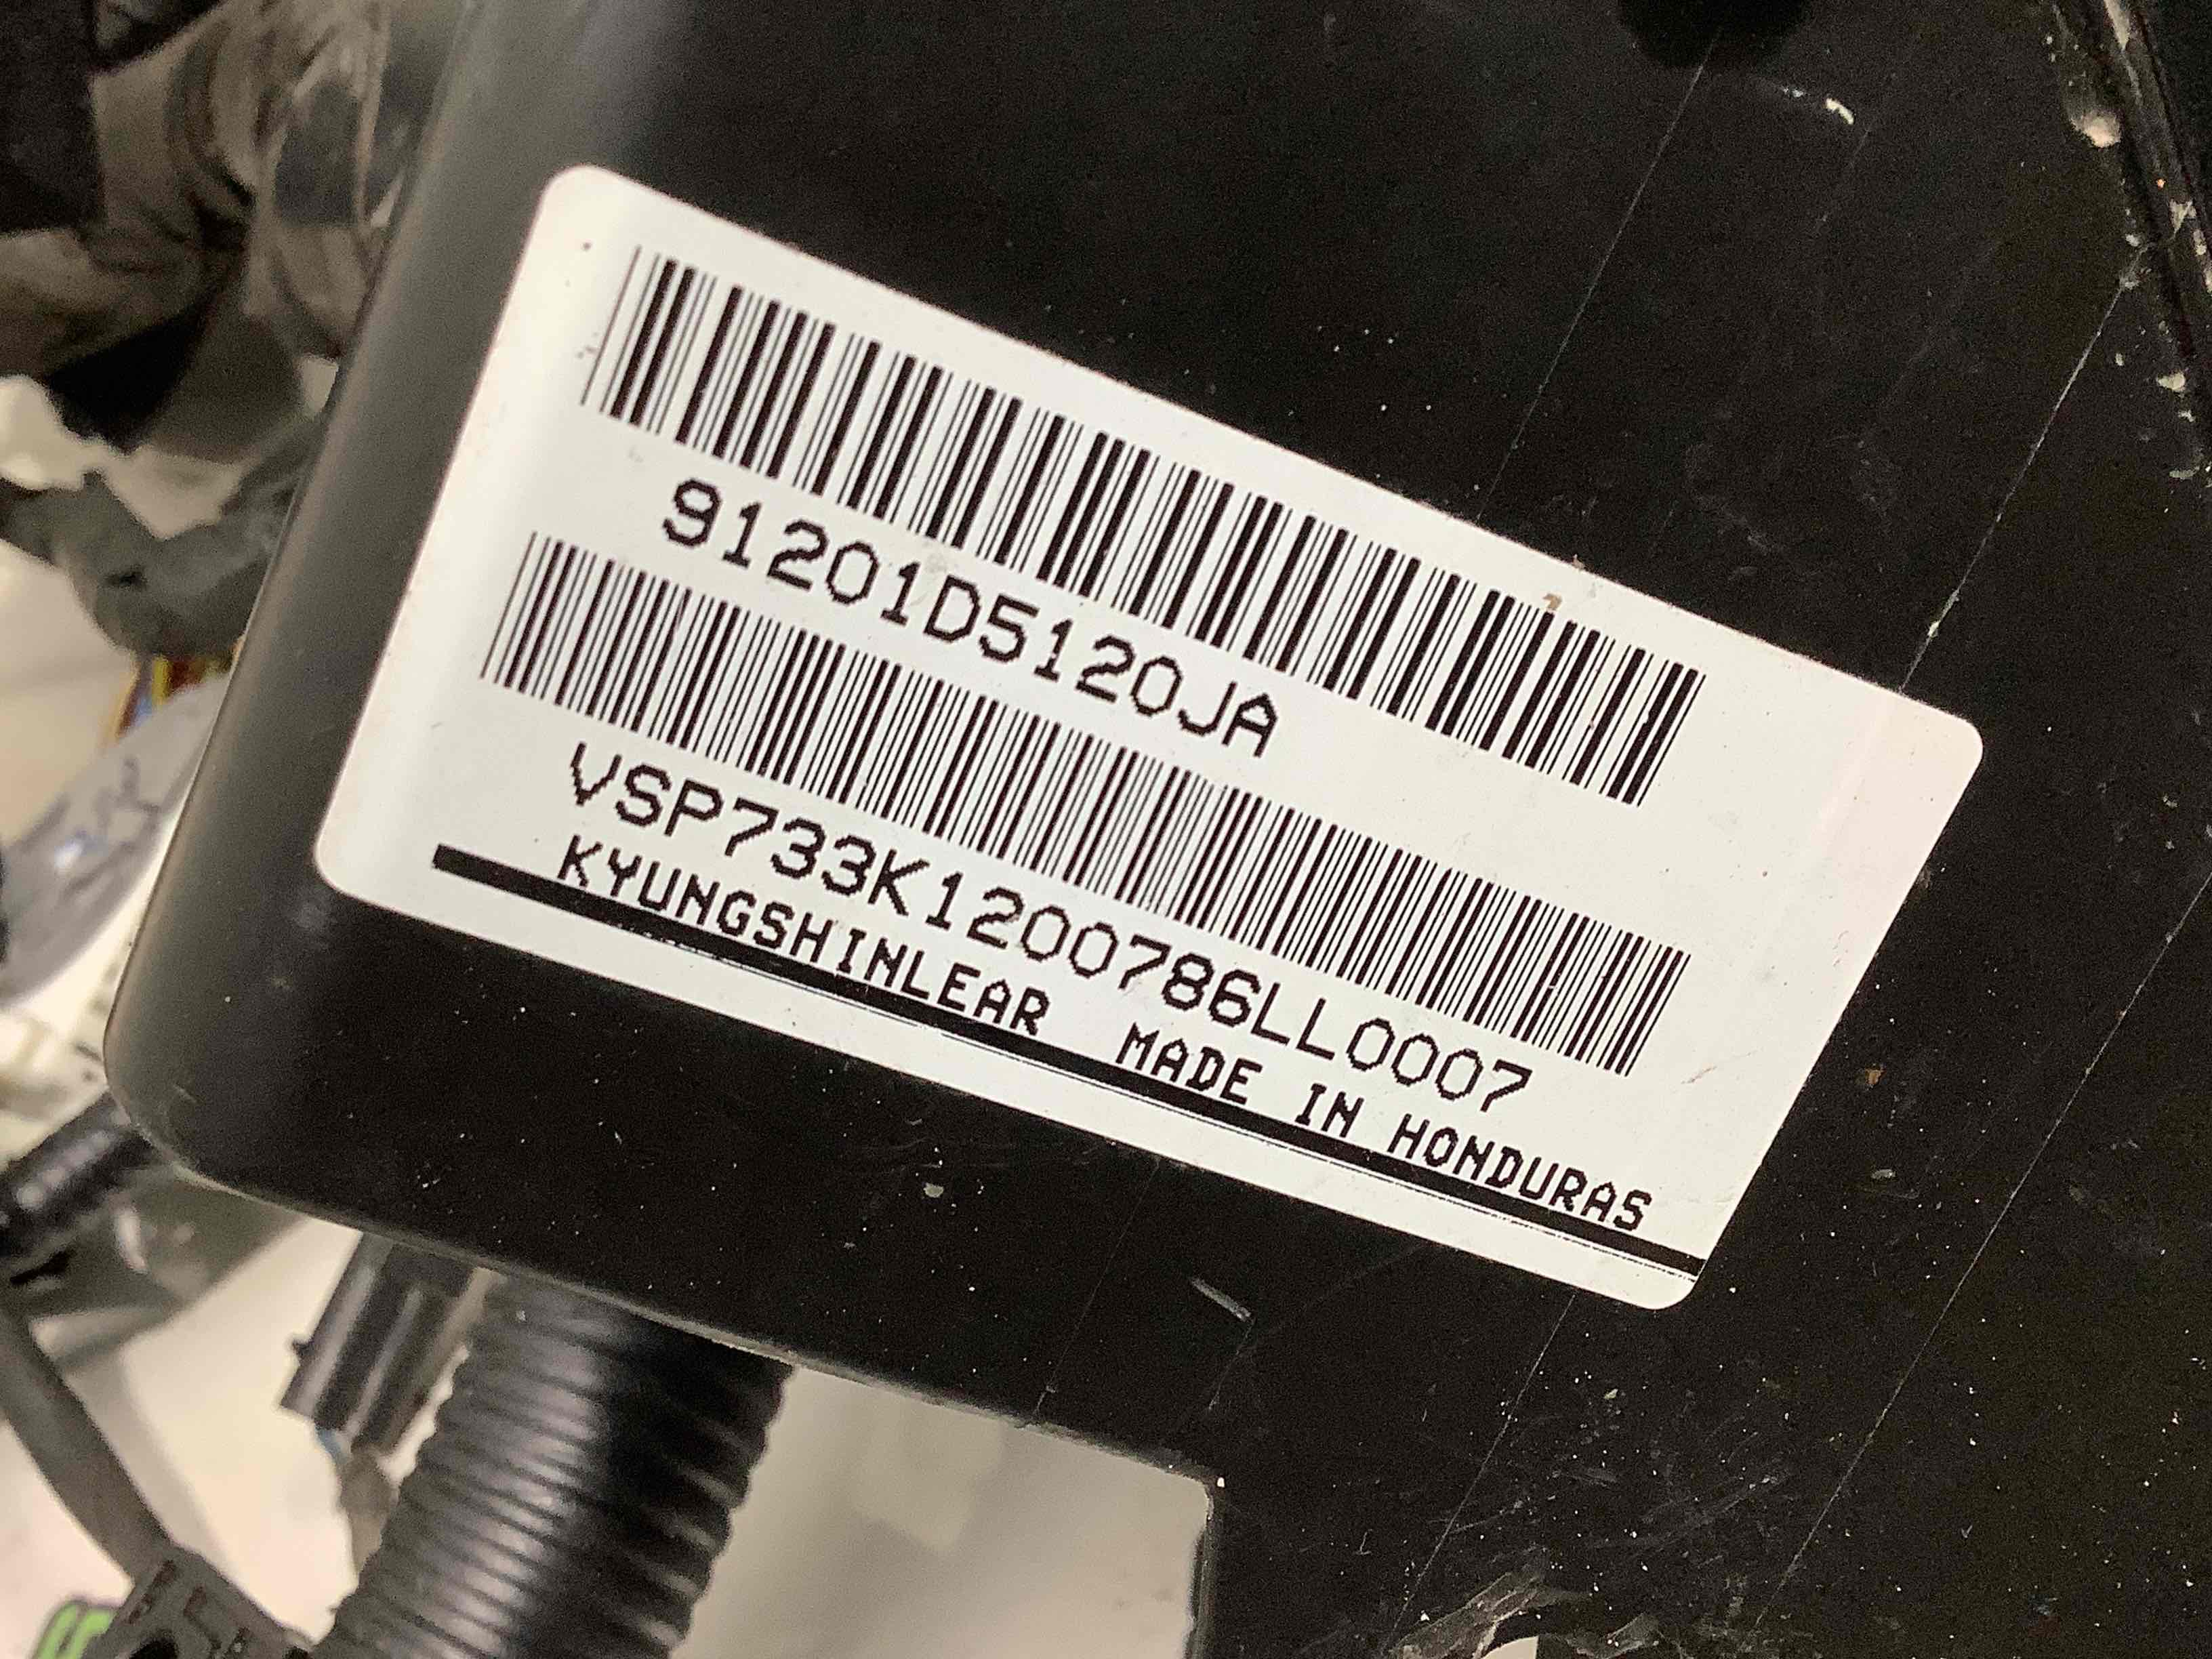 91201D5120JA
VSP733K1200786LL0007
KYUNGSHINLEAR MADE IN HONDURAS